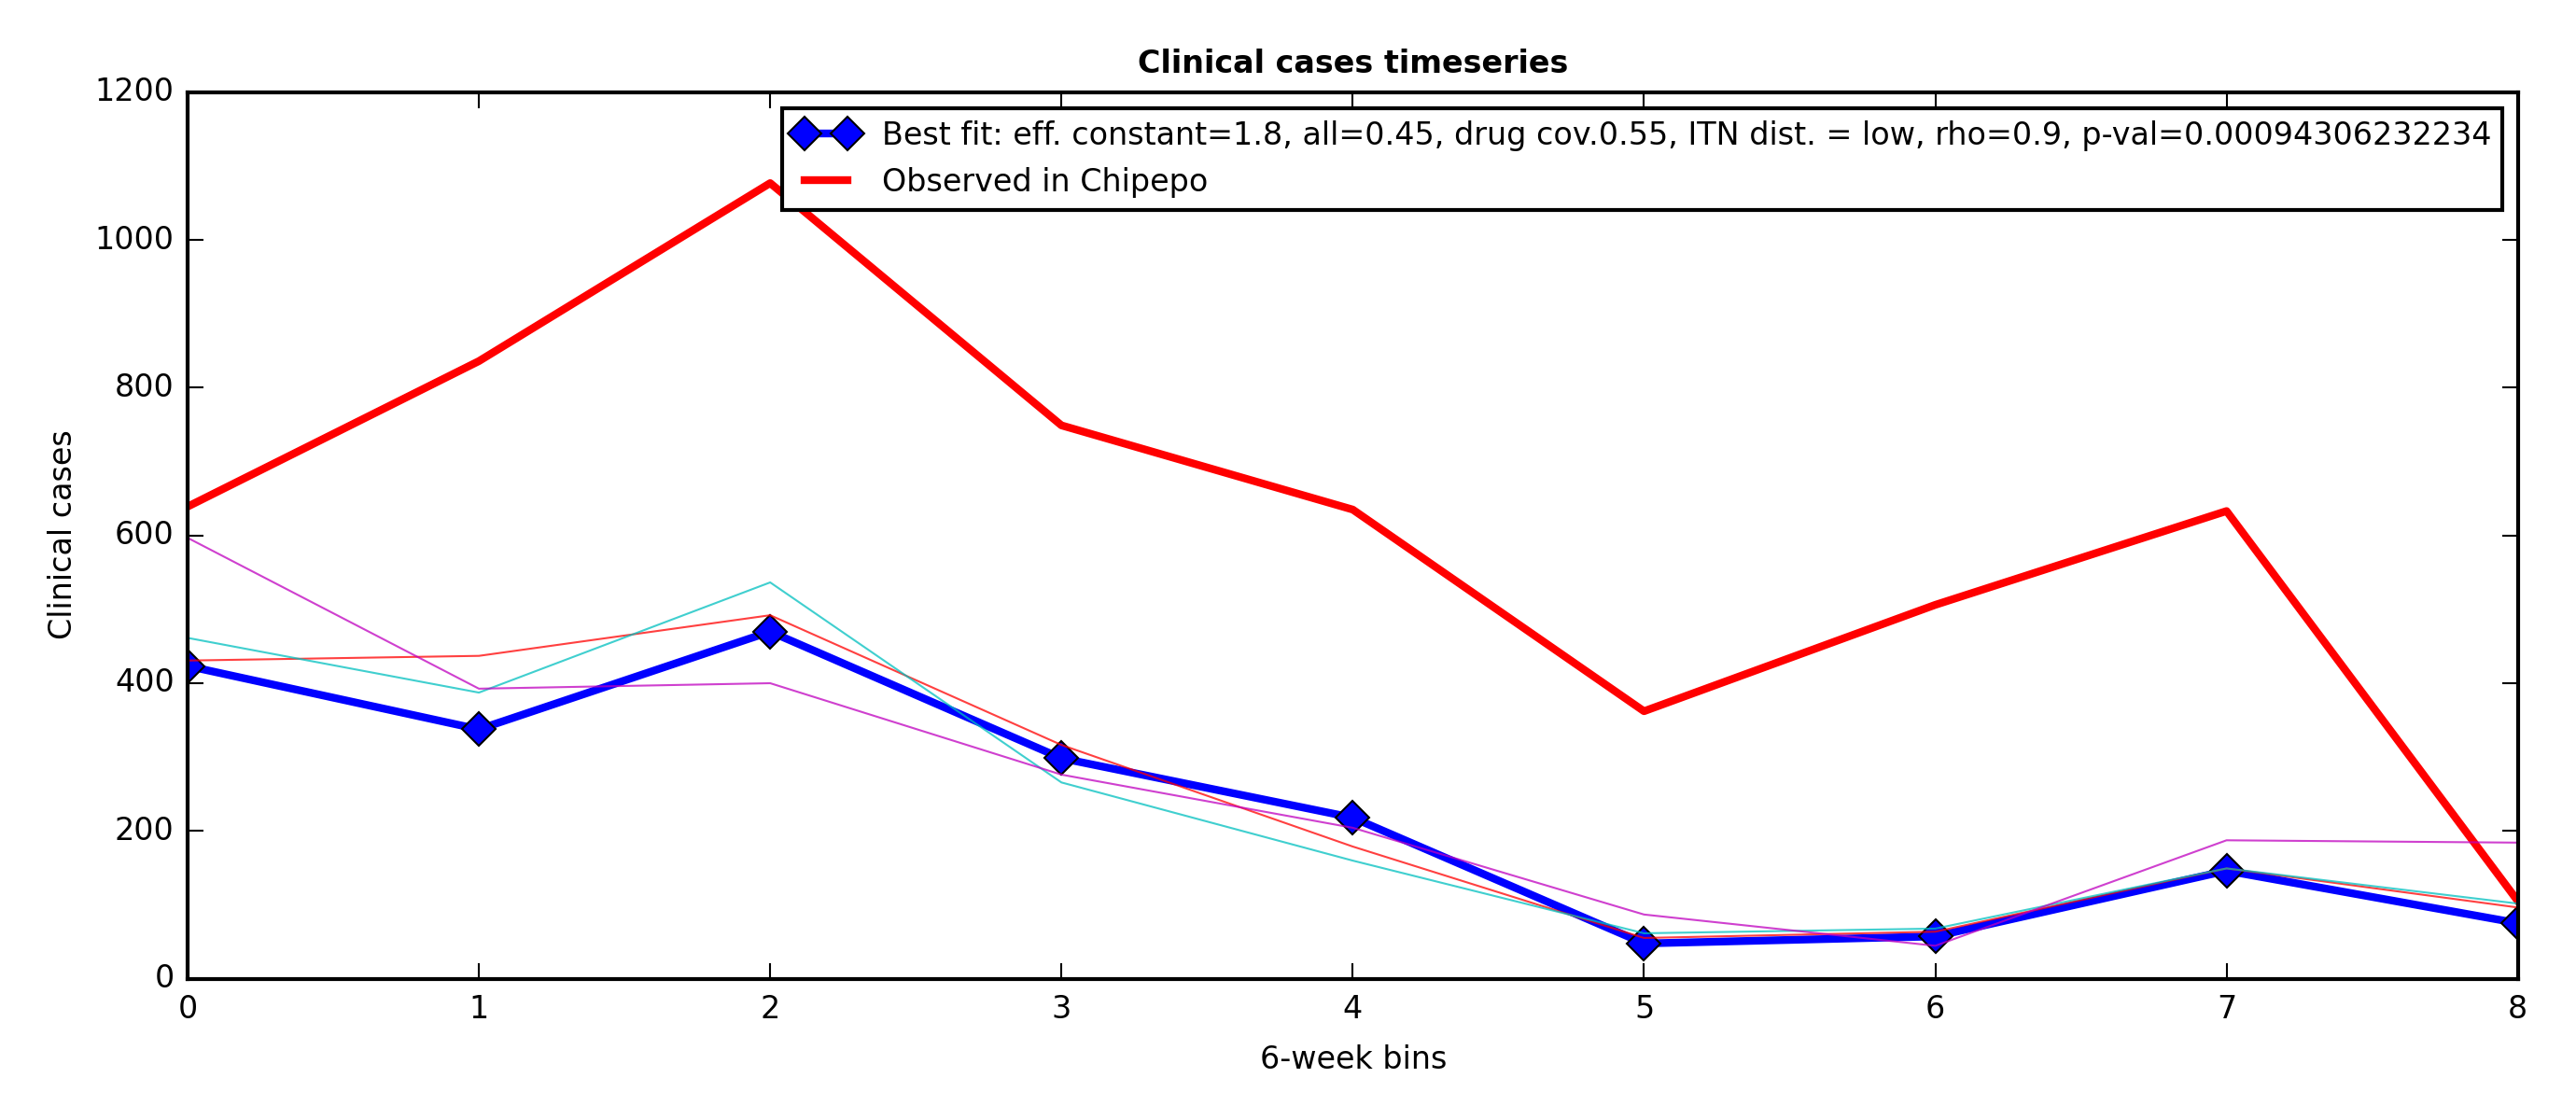 Clinical cases timeseries
Best fit: eff. constant=1.8, all=0.45, drug cov.0.55, ITN dist. = low, rho=0.9, p-val=0.00094306232234
Observed in Chipepo
1200
1000
800
600
400
200
0
Clinical cases
0 1 2 3 4 5 6 7 8
6-week bins